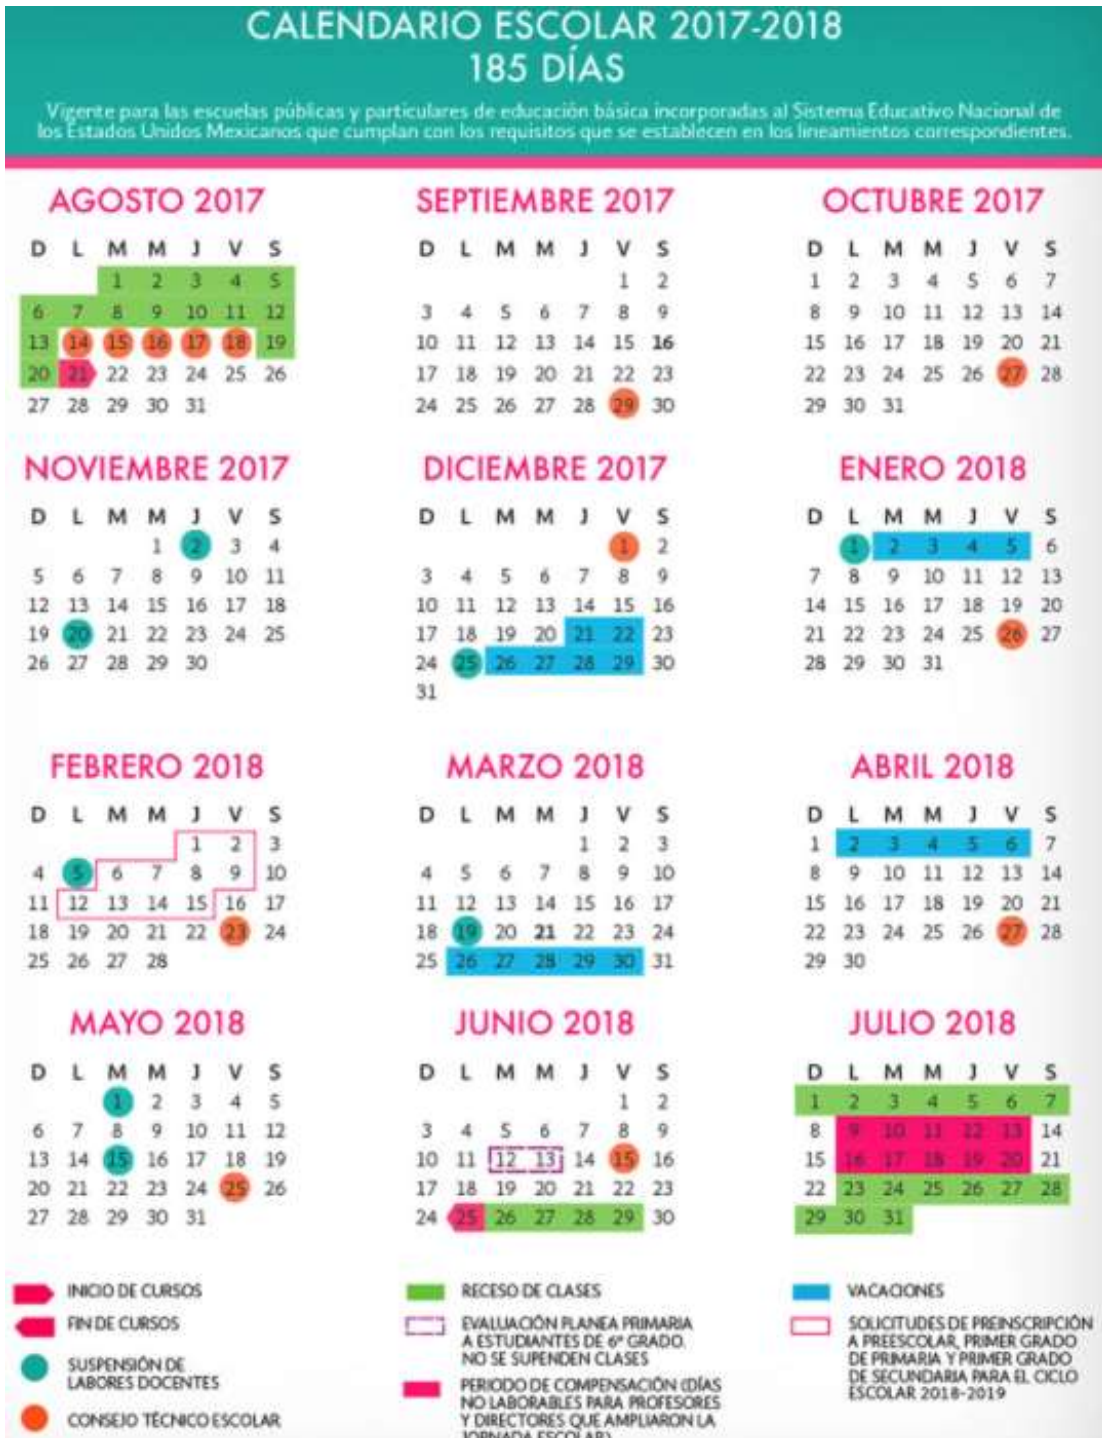 CALENDARIO ESCOLAR 2017-2018
185 DÍAS
Vigente para las escuelas públicas y particulares de educación básica incorporadas al Sistema Educativo Nacional de
los Estados Unidos Mexicanos que cumplan con los requisitos que se establecen en los lineamientos correspondientes.
AGOSTO 2017
D L M M J V S
1 2 3 4 5
6 7 8 9 10 11 12
13 14 15 16 17 18 19
20 21 22 23 24 25 26
27 28 29 30 31
SEPTIEMBRE 2017
D L M M J V S
1 2
3 4 5 6 7 8 9
10 11 12 13 14 15 16
17 18 19 20 21 22 23
24 25 26 27 28 29 30
OCTUBRE 2017
D L M M J V S
1 2 3 4 5 6 7
8 9 10 11 12 13 14
15 16 17 18 19 20 21
22 23 24 25 26 27 28
29 30 31
NOVIEMBRE 2017
D L M M J V S
1 2 3 4
5 6 7 8 9 10 11
12 13 14 15 16 17 18
19 20 21 22 23 24 25
26 27 28 29 30
DICIEMBRE 2017
D L M M J V S
1 2
3 4 5 6 7 8 9
10 11 12 13 14 15 16
17 18 19 20 21 22 23
24 25 26 27 28 29 30
31
ENERO 2018
D L M M J V S
1 2 3 4 5 6
7 8 9 10 11 12 13
14 15 16 17 18 19 20
21 22 23 24 25 26 27
28 29 30 31
FEBRERO 2018
D L M M J V S
1 2 3
4 5 6 7 8 9 10
11 12 13 14 15 16 17
18 19 20 21 22 23 24
25 26 27 28
MARZO 2018
D L M M J V S
1 2 3
4 5 6 7 8 9 10
11 12 13 14 15 16 17
18 19 20 21 22 23 24
25 26 27 28 29 30 31
ABRIL 2018
D L M M J V S
1 2 3 4 5 6 7
8 9 10 11 12 13 14
15 16 17 18 19 20 21
22 23 24 25 26 27 28
29 30
MAYO 2018
D L M M J V S
1 2 3 4 5
6 7 8 9 10 11 12
13 14 15 16 17 18 19
20 21 22 23 24 25 26
27 28 29 30 31
JUNIO 2018
D L M M J V S
1 2
3 4 5 6 7 8 9
10 11 12 13 14 15 16
17 18 19 20 21 22 23
24 25 26 27 28 29 30
JULIO 2018
D L M M J V S
1 2 3 4 5 6 7
8 9 10 11 12 13 14
15 16 17 18 19 20 21
22 23 24 25 26 27 28
29 30 31
INICIO DE CURSOS
FIN DE CURSOS
SUSPENSIÓN DE
LABORES DOCENTES
CONSEJO TÉCNICO ESCOLAR
RECESO DE CLASES
EVALUACIÓN PLANEA PRIMARIA
A ESTUDIANTES DE 6º GRADO.
NO SE SUPENDEN CLASES
PERIODO DE COMPENSACIÓN (DÍAS
NO LABORABLES PARA PROFESORES
Y DIRECTORES QUE AMPLIARON LA
JORNADA ESCOLAR)
VACACIONES
SOLICITUDES DE PREINSCRIPCIÓN
A PREESCOLAR, PRIMER GRADO
DE PRIMARIA Y PRIMER GRADO
DE SECUNDARIA PARA EL CICLO
ESCOLAR 2018-2019